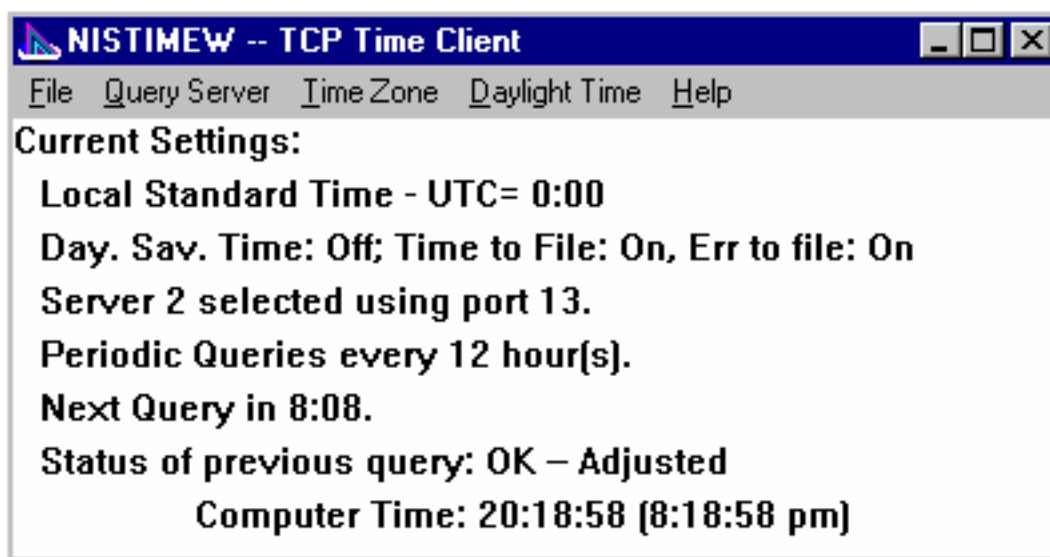 NISTIMEW -- TCP Time Client
File Query Server Time Zone Daylight Time Help
Current Settings:
Local Standard Time - UTC= 0:00
Day. Sav. Time: Off; Time to File: On, Err to file: On
Server 2 selected using port 13.
Periodic Queries every 12 hour(s).
Next Query in 8:08.
Status of previous query: OK – Adjusted
Computer Time: 20:18:58 (8:18:58 pm)